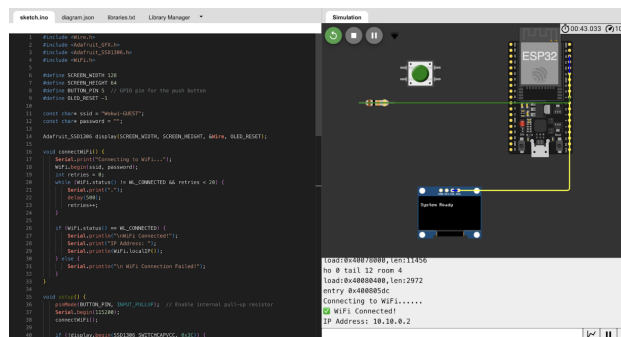 sketch.ino
diagram.json
libraries.txt
Library Manager
Simulation
1 #include <Wire.h>
2 #include <Adafruit_GFX.h>
3 #include <Adafruit_SSD1306.h>
4 #include <WiFi.h>
5
6 #define SCREEN_WIDTH 128
7 #define SCREEN_HEIGHT 64
8 #define BUTTON_PIN 5 // GPIO pin for the push button
9 #define OLED_RESET -1
10
11 const char* ssid = "Wokwi-GUEST";
12 const char* password = "";
13
14 Adafruit_SSD1306 display(SCREEN_WIDTH, SCREEN_HEIGHT, &Wire, OLED_RESET);
15
16 void connectWiFi() {
17 Serial.print("Connecting to WiFi...");
18 WiFi.begin(ssid, password);
19 int retries = 0;
20 while (WiFi.status() != WL_CONNECTED && retries < 20) {
21 Serial.print(".");
22 delay(500);
23 retries++;
24 }
25
26 if (WiFi.status() == WL_CONNECTED) {
27 Serial.println("\nWiFi Connected!");
28 Serial.print("IP Address: ");
29 Serial.println(WiFi.localIP());
30 } else {
31 Serial.println("\n WiFi Connection Failed!");
32 }
33 }
34
35 void setup() {
36 pinMode(BUTTON_PIN, INPUT_PULLUP); // Enable internal pull-up resistor
37 Serial.begin(115200);
38 connectWiFi();
39
40 if (!display.begin(SSD1306_SWITCHCAPVCC, 0x3C)) {
00:43.033
ESP32
System Ready
load:0x40078000,len:11456
ho 0 tail 12 room 4
load:0x40080400,len:2972
entry 0x400805dc
Connecting to WiFi......
✅ WiFi Connected!
IP Address: 10.10.0.2